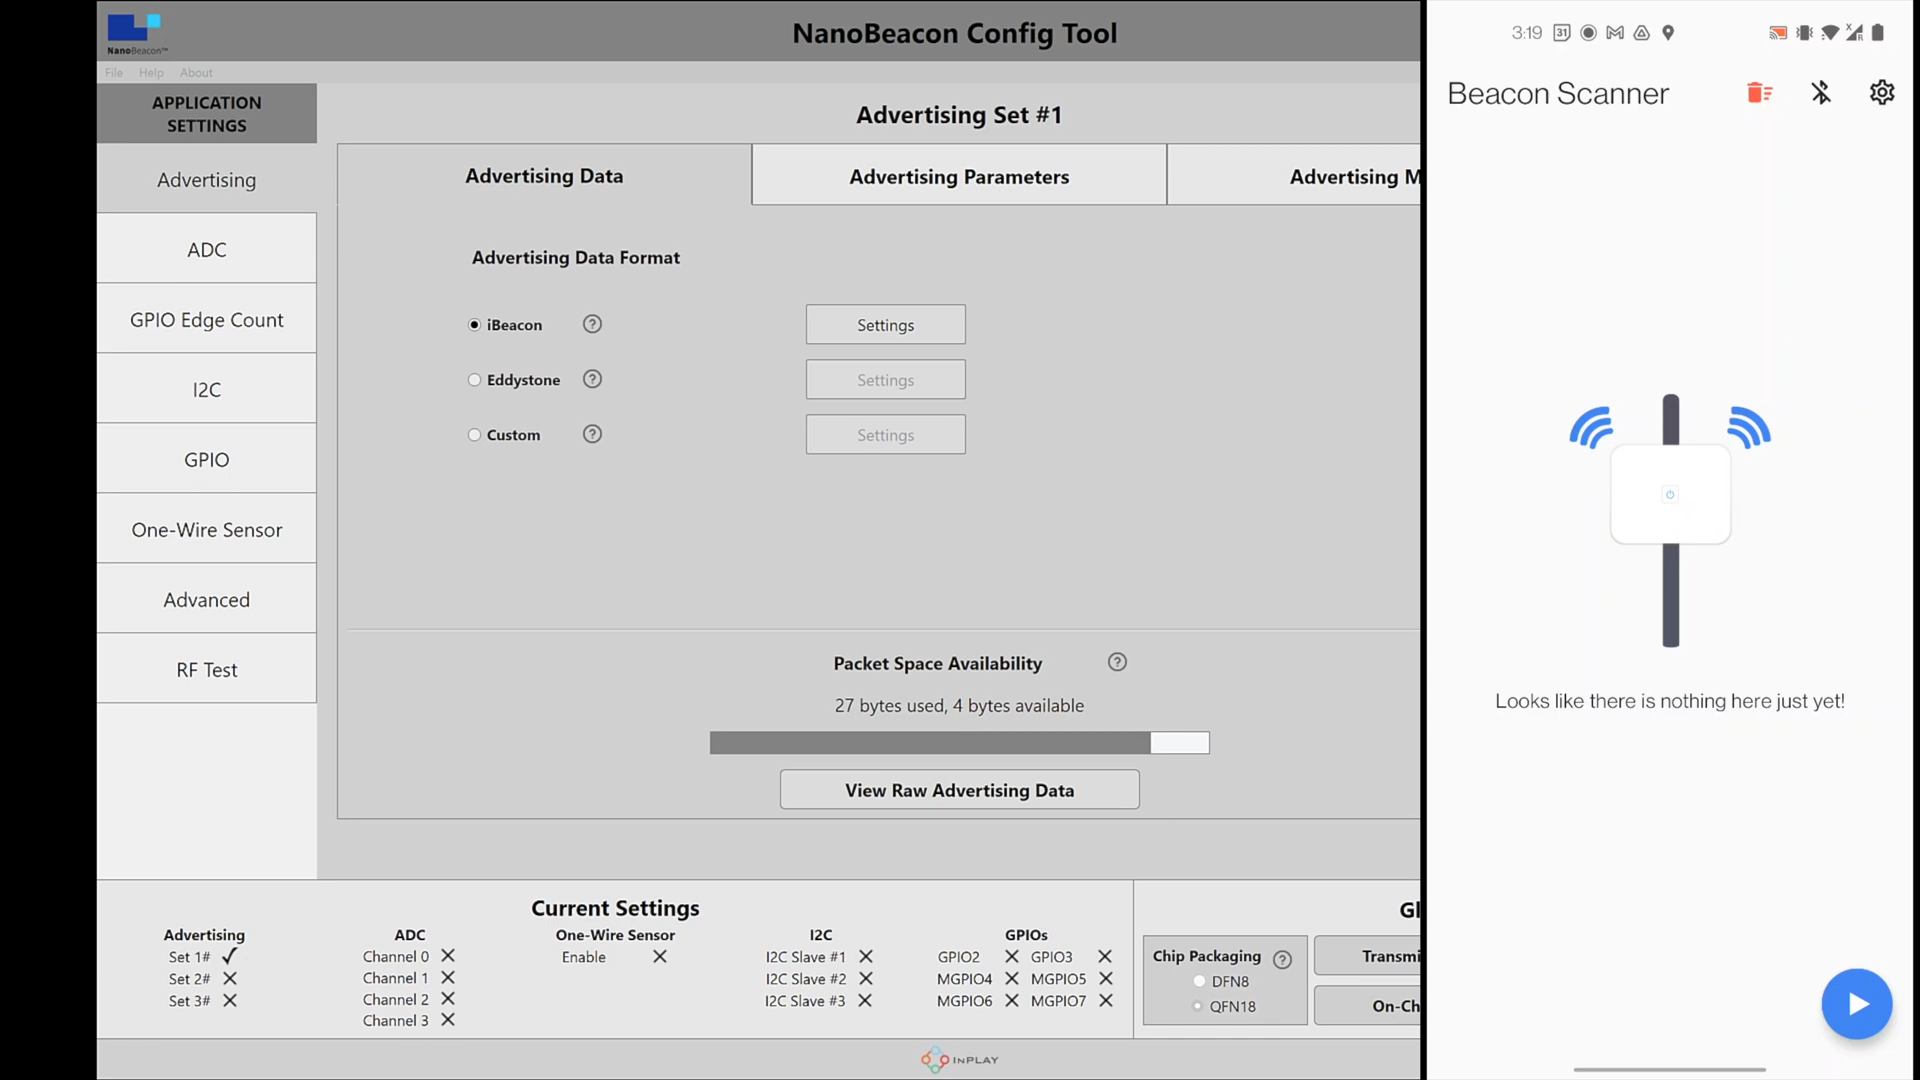 NanoBeacon™
NanoBeacon Config Tool
File Help About
APPLICATION
SETTINGS
Advertising
ADC
GPIO Edge Count
I2C
GPIO
One-Wire Sensor
Advanced
RF Test
Advertising Set #1
Advertising Data
Advertising Parameters
Advertising M
Advertising Data Format
iBeacon ? Settings
Eddystone ? Settings
Custom ? Settings
Packet Space Availability ?
27 bytes used, 4 bytes available
View Raw Advertising Data
Current Settings
Advertising
Set 1#
Set 2#
Set 3#
ADC
Channel 0
Channel 1
Channel 2
Channel 3
One-Wire Sensor
Enable
I2C
I2C Slave #1
I2C Slave #2
I2C Slave #3
GPIOs
GPIO2 GPIO3
MGPIO4 MGPIO5
MGPIO6 MGPIO7
Gl
Chip Packaging ?
DFN8
QFN18
Transmi
On-Ch
INPLAY
3:19 31
Beacon Scanner
Looks like there is nothing here just yet!